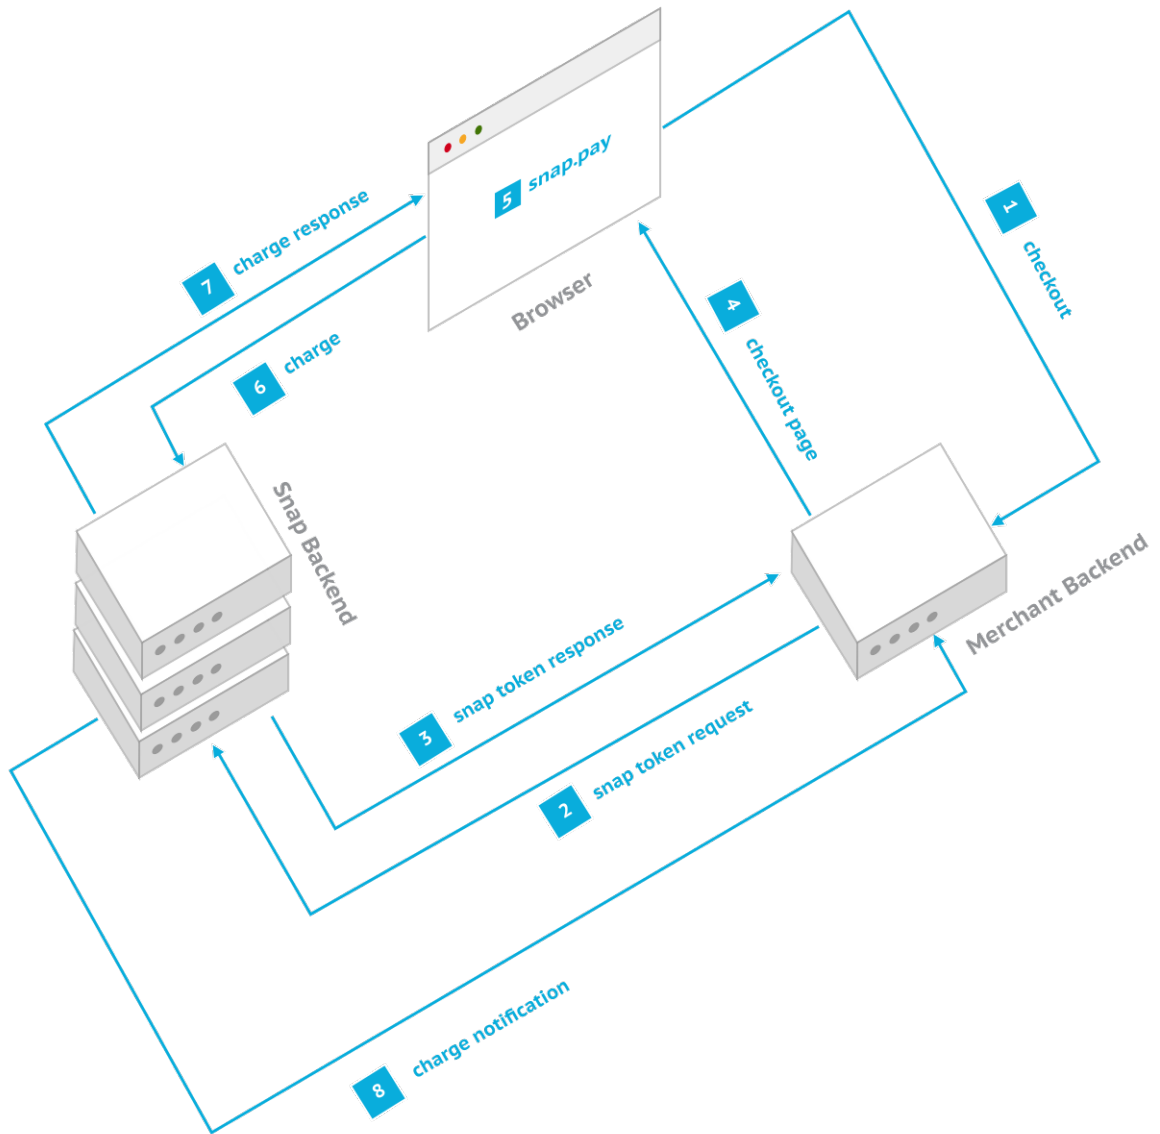 5 snap.pay
Browser
1 checkout
7 charge response
6 charge
4 checkout page
Snap Backend
Merchant Backend
3 snap token response
2 snap token request
8 charge notification